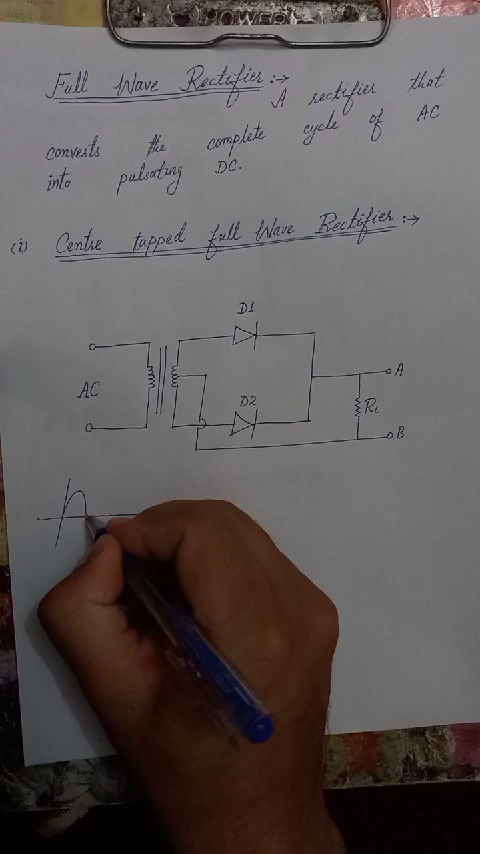 POWER
Full Wave Rectifier :→ A rectifier that
converts the complete cycle of AC
into pulsating DC.
(i) Centre tapped full Wave Rectifier :→
D1
A
AC
D2
RL
B